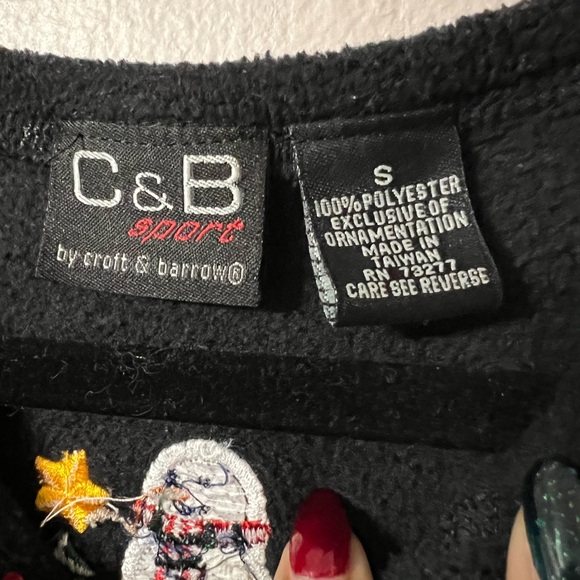 C & B
sport
by croft & barrow®
S
100% POLYESTER
EXCLUSIVE OF
ORNAMENTATION
MADE IN
TAIWAN
RN 73277
CARE SEE REVERSE